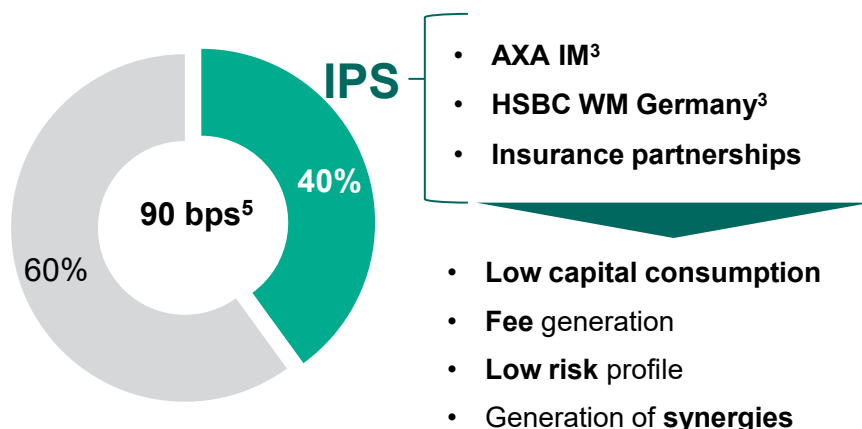 IPS
• AXA IM³
• HSBC WM Germany³
• Insurance partnerships
40%
90 bps⁵
60%
• Low capital consumption
• Fee generation
• Low risk profile
• Generation of synergies